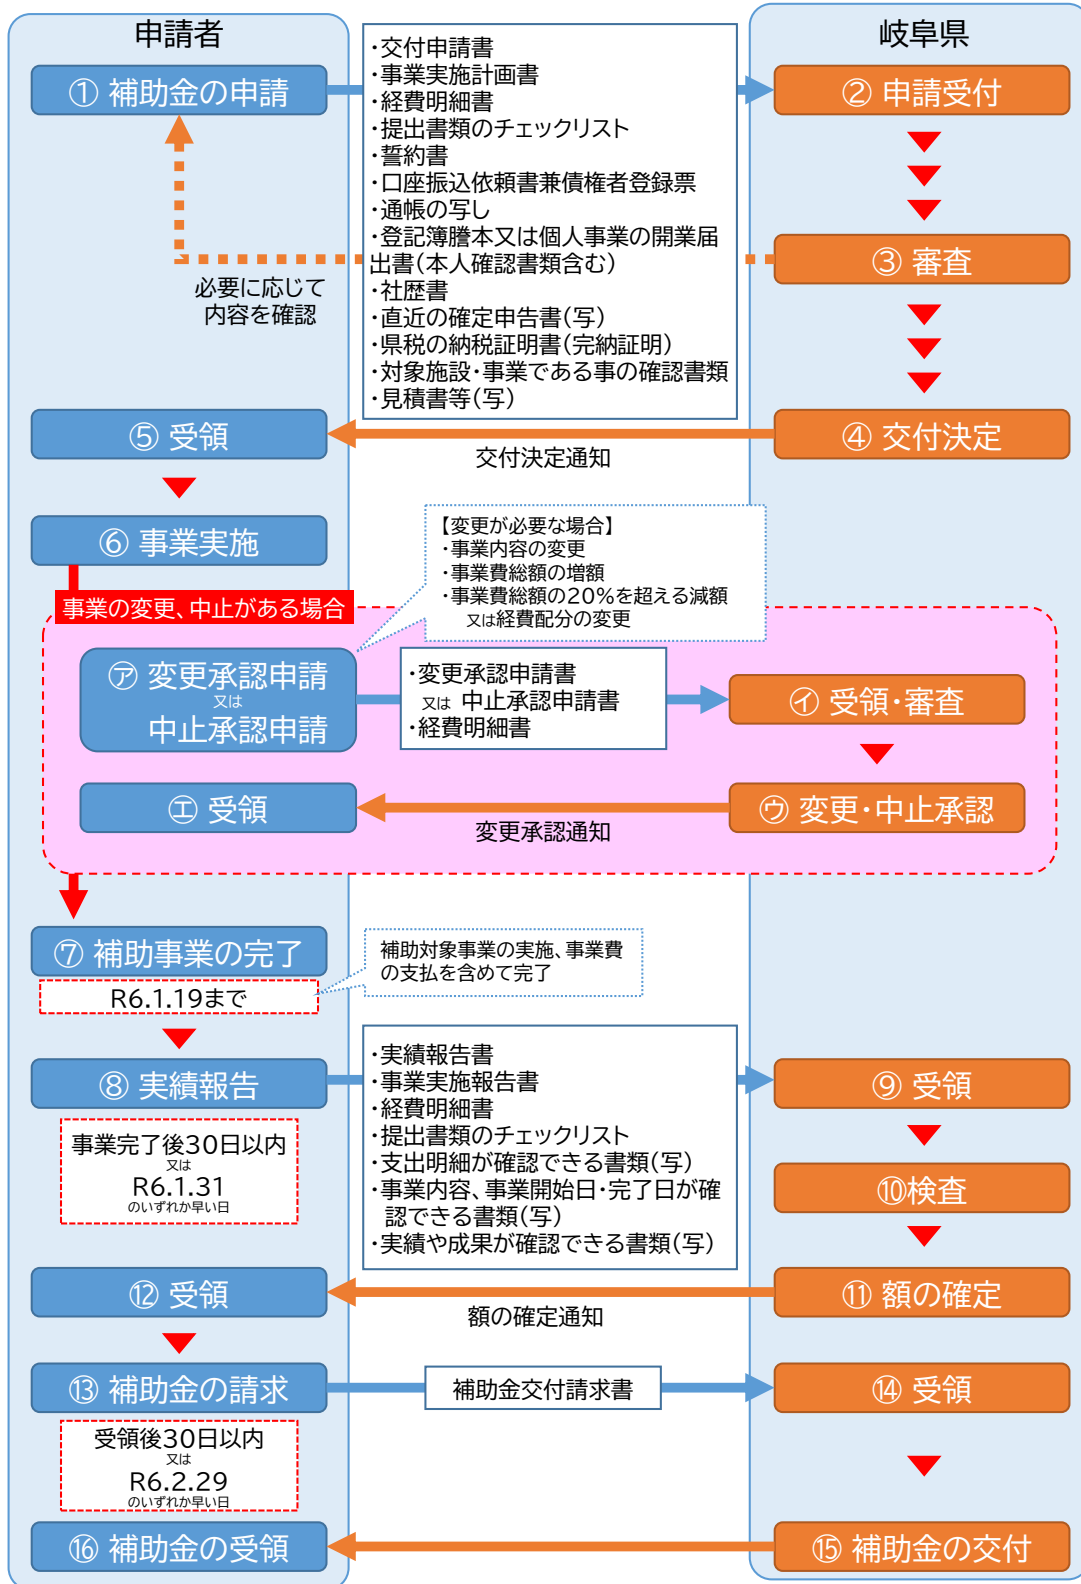 申請者
岐阜県
① 補助金の申請
・交付申請書
・事業実施計画書
・経費明細書
・提出書類のチェックリスト
・誓約書
・口座振込依頼書兼債権者登録票
・通帳の写し
・登記簿謄本又は個人事業の開業届
出書(本人確認書類含む)
・社歴書
・直近の確定申告書(写)
・県税の納税証明書(完納証明)
・対象施設・事業である事の確認書類
・見積書等(写)
② 申請受付
③ 審査
必要に応じて
内容を確認
④ 交付決定
交付決定通知
⑤ 受領
⑥ 事業実施
【変更が必要な場合】
・事業内容の変更
・事業費総額の増額
・事業費総額の20%を超える減額
又は経費配分の変更
事業の変更、中止がある場合
㋐ 変更承認申請
又は
中止承認申請
・変更承認申請書
又は 中止承認申請書
・経費明細書
㋑ 受領・審査
㋒ 変更・中止承認
変更承認通知
㋓ 受領
⑦ 補助事業の完了
R6.1.19まで
補助対象事業の実施、事業費
の支払を含めて完了
⑧ 実績報告
事業完了後30日以内
又は
R6.1.31
のいずれか早い日
・実績報告書
・事業実施報告書
・経費明細書
・提出書類のチェックリスト
・支出明細が確認できる書類(写)
・事業内容、事業開始日・完了日が確
認できる書類(写)
・実績や成果が確認できる書類(写)
⑨ 受領
⑩検査
⑪ 額の確定
額の確定通知
⑫ 受領
⑬ 補助金の請求
補助金交付請求書
⑭ 受領
受領後30日以内
又は
R6.2.29
のいずれか早い日
⑮ 補助金の交付
⑯ 補助金の受領